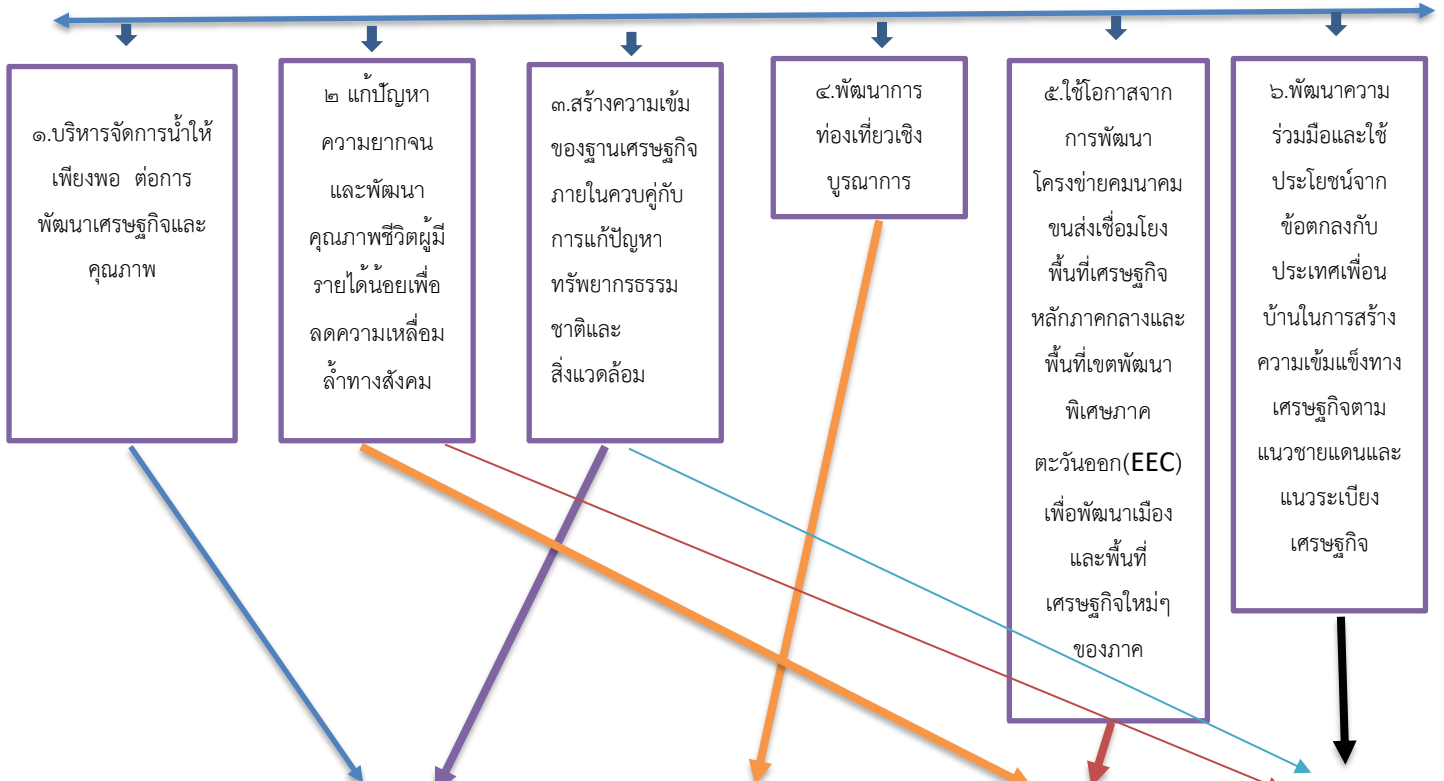 ๑.บริหารจัดการน้ำให้
เพียงพอ ต่อการ
พัฒนาเศรษฐกิจและ
คุณภาพ
๒ แก้ปัญหา
ความยากจน
และพัฒนา
คุณภาพชีวิตผู้มี
รายได้น้อยเพื่อ
ลดความเหลื่อม
ล้ำทางสังคม
๓.สร้างความเข้ม
ของฐานเศรษฐกิจ
ภายในควบคู่กับ
การแก้ปัญหา
ทรัพยากรธรรม
ชาติและ
สิ่งแวดล้อม
๔.พัฒนาการ
ท่องเที่ยวเชิง
บูรณาการ
๕.ใช้โอกาสจาก
การพัฒนา
โครงข่ายคมนาคม
ขนส่งเชื่อมโยง
พื้นที่เศรษฐกิจ
หลักภาคกลางและ
พื้นที่เขตพัฒนา
พิเศษภาค
ตะวันออก(EEC)
เพื่อพัฒนาเมือง
และพื้นที่
เศรษฐกิจใหม่ๆ
ของภาค
๖.พัฒนาความ
ร่วมมือและใช้
ประโยชน์จาก
ข้อตกลงกับ
ประเทศเพื่อน
บ้านในการสร้าง
ความเข้มแข็งทาง
เศรษฐกิจตาม
แนวชายแดนและ
แนวระเบียง
เศรษฐกิจ